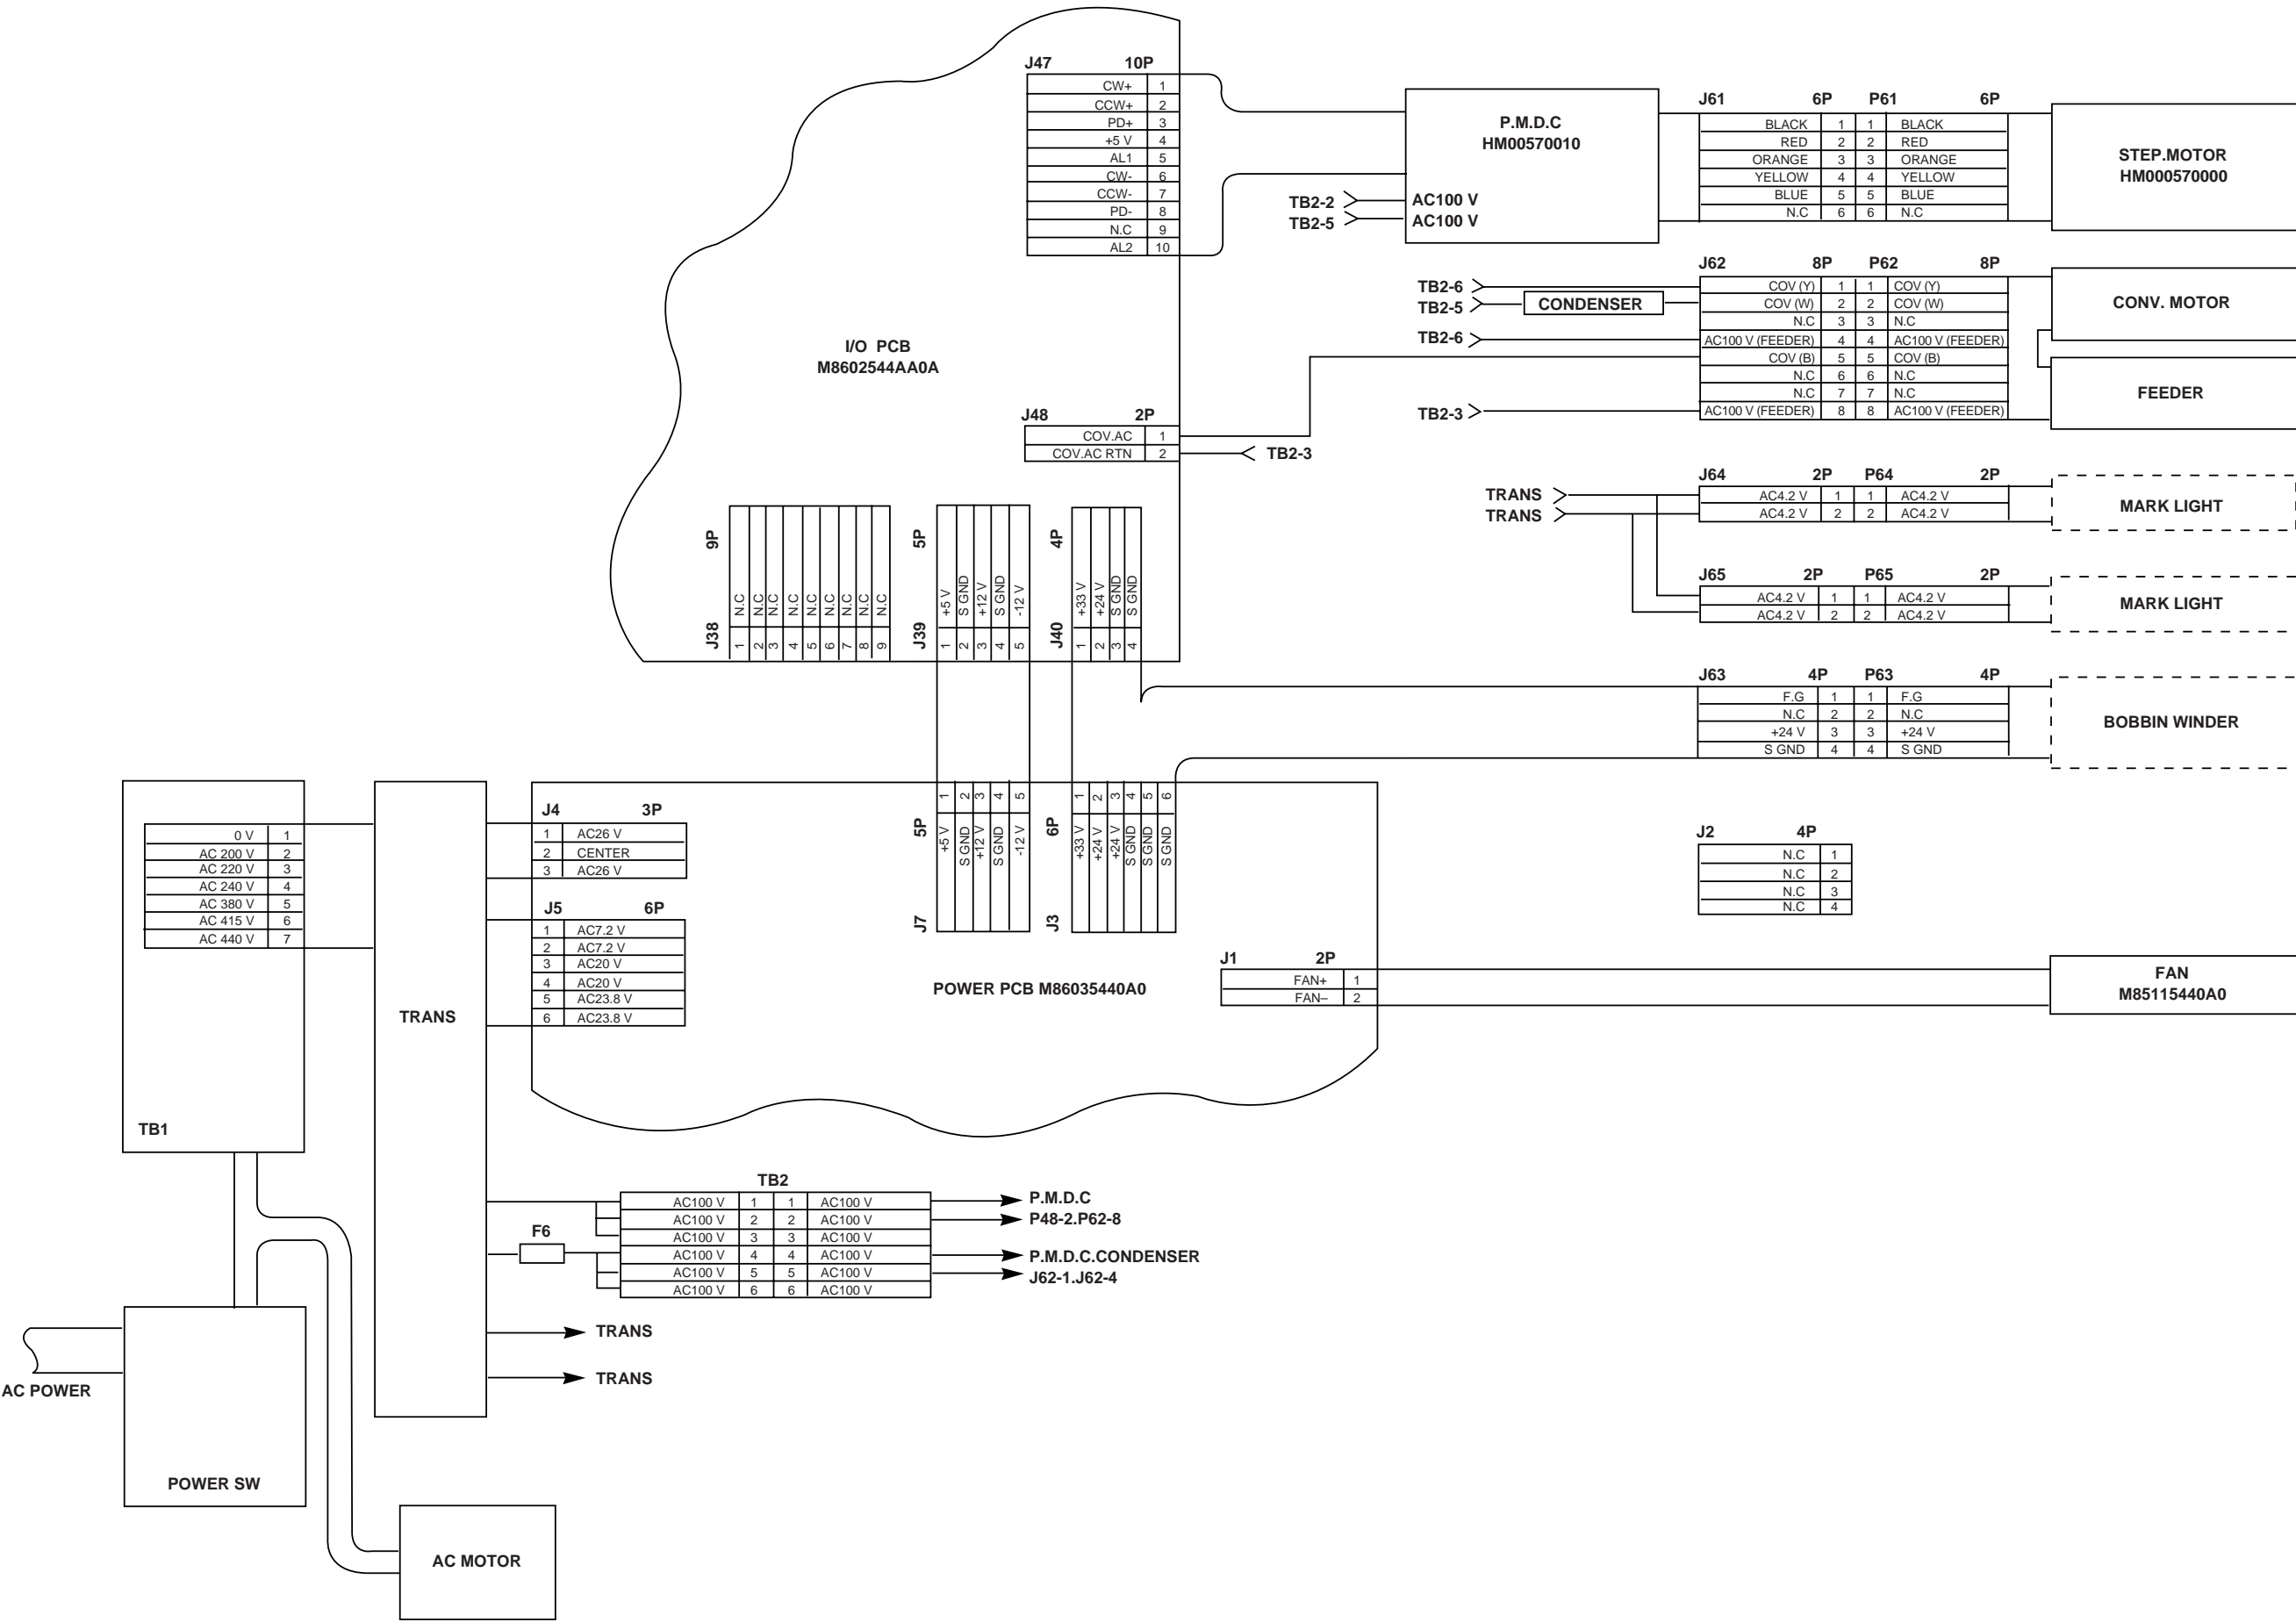 J47 10P
CW+ 1
CCW+ 2
PD+ 3
+5 V 4
AL1 5
CW- 6
CCW- 7
PD- 8
N.C 9
AL2 10
P.M.D.C
HM00570010
TB2-2 AC100 V
TB2-5 AC100 V
J61 6P P61 6P
BLACK 1 1 BLACK
RED 2 2 RED
ORANGE 3 3 ORANGE
YELLOW 4 4 YELLOW
BLUE 5 5 BLUE
N.C 6 6 N.C
STEP.MOTOR
HM000570000
J62 8P P62 8P
TB2-6 COV (Y) 1 1 COV (Y)
TB2-5 CONDENSER COV (W) 2 2 COV (W)
N.C 3 3 N.C
TB2-6 AC100 V (FEEDER) 4 4 AC100 V (FEEDER)
COV (B) 5 5 COV (B)
N.C 6 6 N.C
N.C 7 7 N.C
TB2-3 AC100 V (FEEDER) 8 8 AC100 V (FEEDER)
CONV. MOTOR
FEEDER
I/O PCB
M8602544AA0A
J48 2P
COV.AC 1
COV.AC RTN 2 TB2-3
J64 2P P64 2P
TRANS AC4.2 V 1 1 AC4.2 V
TRANS AC4.2 V 2 2 AC4.2 V
MARK LIGHT
J65 2P P65 2P
AC4.2 V 1 1 AC4.2 V
AC4.2 V 2 2 AC4.2 V
MARK LIGHT
J38 9P
1 N.C
2 N.C
3 N.C
4 N.C
5 N.C
6 N.C
7 N.C
8 N.C
9 N.C
J39 5P
1 +5 V
2 S GND
3 +12 V
4 S GND
5 -12 V
J40 4P
1 +33 V
2 +24 V
3 S GND
4 S GND
J63 4P P63 4P
F.G 1 1 F.G
N.C 2 2 N.C
+24 V 3 3 +24 V
S GND 4 4 S GND
BOBBIN WINDER
0 V 1
AC 200 V 2
AC 220 V 3
AC 240 V 4
AC 380 V 5
AC 415 V 6
AC 440 V 7
TB1
TRANS
J4 3P
1 AC26 V
2 CENTER
3 AC26 V
J5 6P
1 AC7.2 V
2 AC7.2 V
3 AC20 V
4 AC20 V
5 AC23.8 V
6 AC23.8 V
J7 5P
+5 V 1
S GND 2
+12 V 3
S GND 4
-12 V 5
J3 6P
+33 V 1
+24 V 2
+24 V 3
S GND 4
S GND 5
S GND 6
POWER PCB M86035440A0
J2 4P
N.C 1
N.C 2
N.C 3
N.C 4
J1 2P
FAN+ 1
FAN– 2
FAN
M85115440A0
TB2
F6
AC100 V 1 1 AC100 V P.M.D.C
AC100 V 2 2 AC100 V P48-2.P62-8
AC100 V 3 3 AC100 V
AC100 V 4 4 AC100 V P.M.D.C.CONDENSER
AC100 V 5 5 AC100 V J62-1.J62-4
AC100 V 6 6 AC100 V
TRANS
TRANS
AC POWER
POWER SW
AC MOTOR